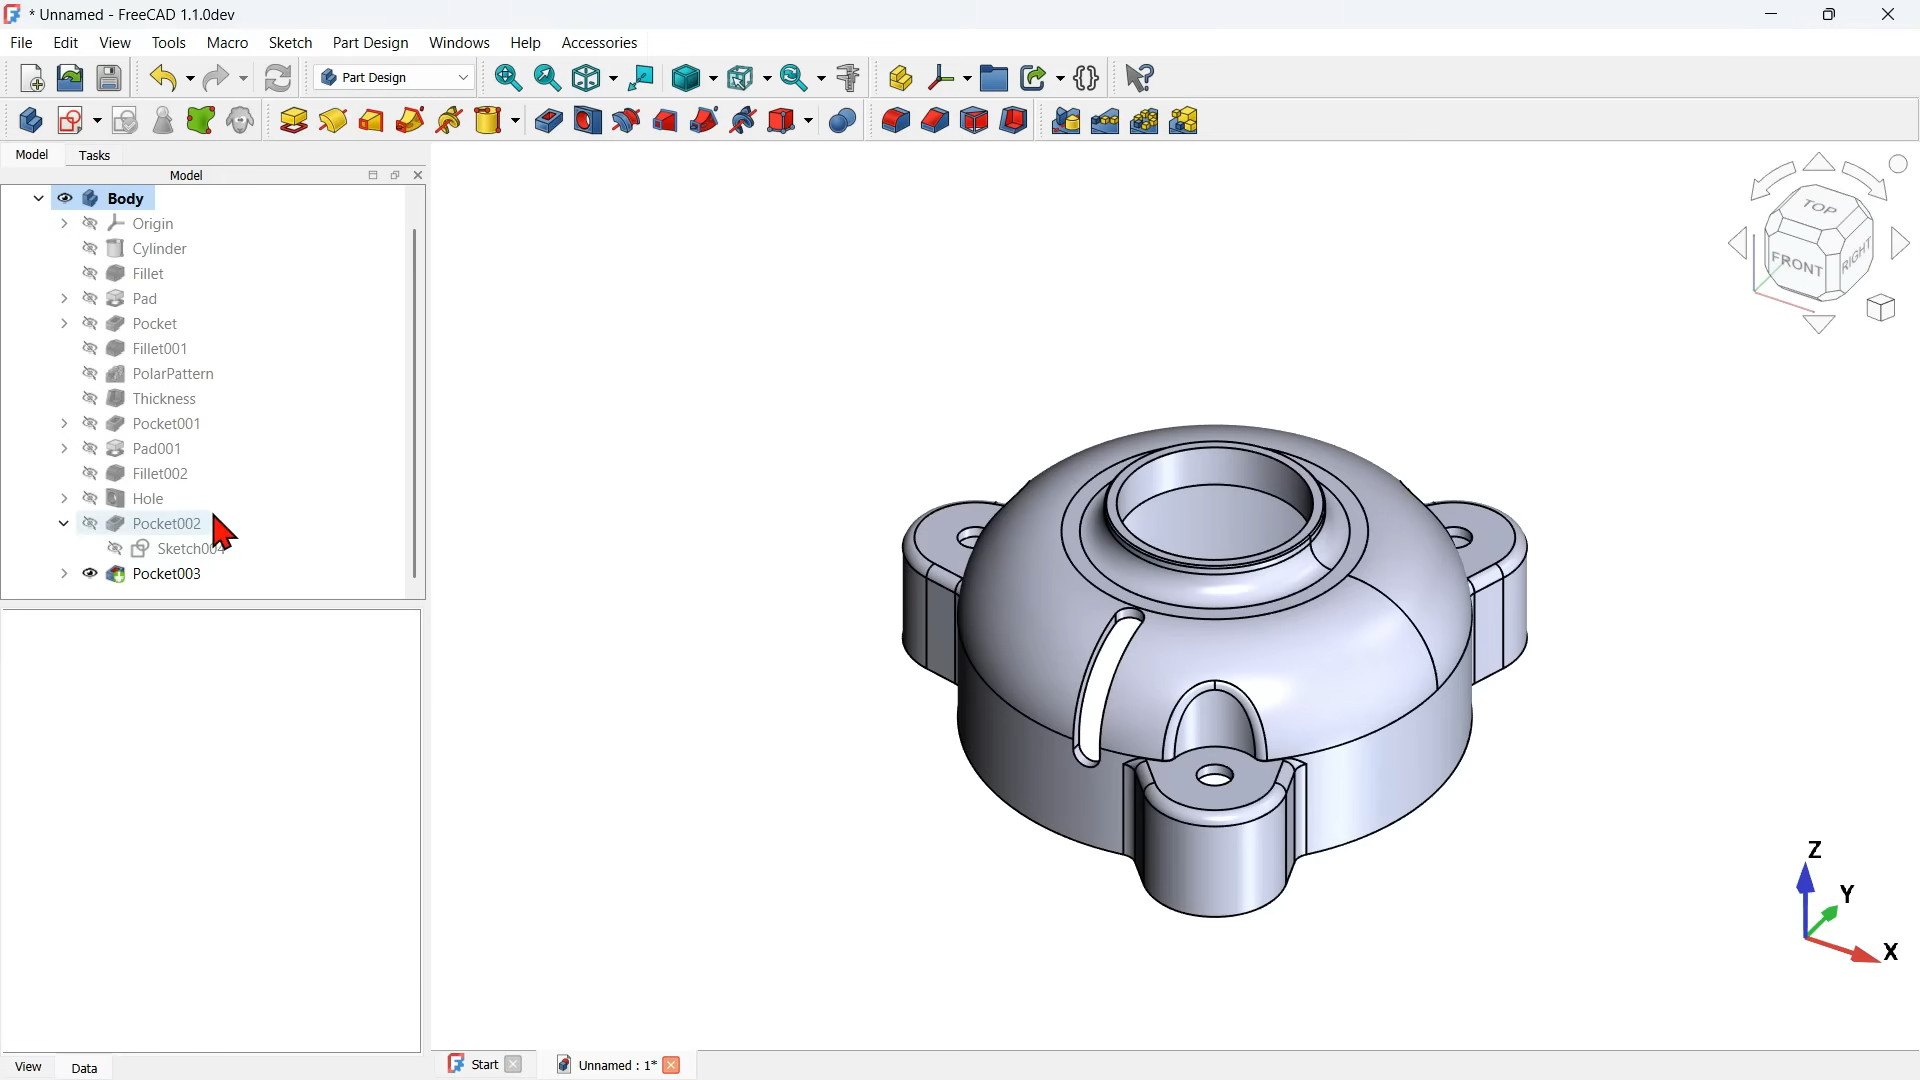 * Unnamed - FreeCAD 1.1.0dev
File Edit View Tools Macro Sketch Part Design Windows Help Accessories
Part Design
Model Tasks
Model
Body
Origin
Cylinder
Fillet
Pad
Pocket
Fillet001
PolarPattern
Thickness
Pocket001
Pad001
Fillet002
Hole
Pocket002
Sketch004
Pocket003
TOP
FRONT
RIGHT
Z
Y
X
View Data
Start
Unnamed : 1*